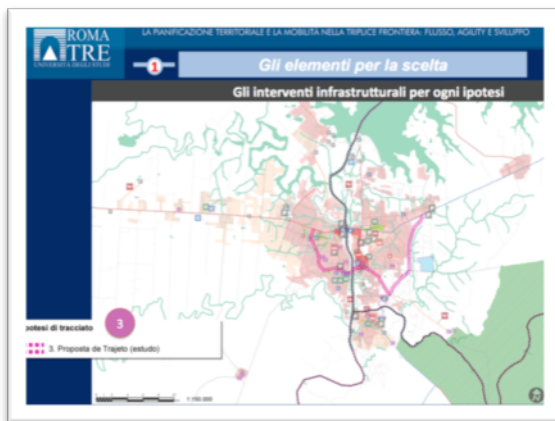 ROMA
TRE
UNIVERSITÀ DEGLI STUDI
LA PIANIFICAZIONE TERRITORIALE E LA MOBILITÀ NELLA TRIPLICE FRONTIERA: FLUSSO, AGILITY E SVILUPPO
1
Gli elementi per la scelta
Gli interventi infrastrutturali per ogni ipotesi
potesi di tracciato
3
3. Proposta de Trajeto (estudo)